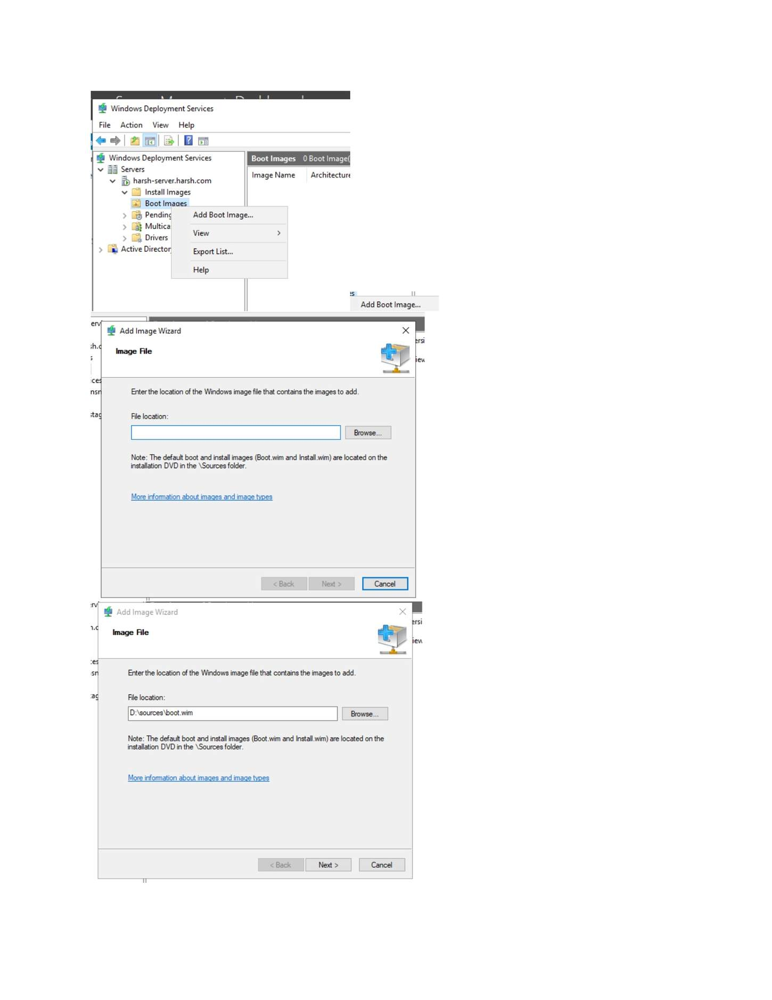 Windows Deployment Services
File Action View Help
Windows Deployment Services
Servers
harsh-server.harsh.com
Install Images
Boot Images
Pending
Multica
Drivers
Active Director
Boot Images 0 Boot Image(
Image Name Architecture
Add Boot Image...
View
Export List...
Help
Add Boot Image...
Add Image Wizard
Image File
Enter the location of the Windows image file that contains the images to add.
File location:
Browse...
Note: The default boot and install images (Boot.wim and Install.wim) are located on the
installation DVD in the \Sources folder.
More information about images and image types
< Back Next > Cancel
Add Image Wizard
Image File
Enter the location of the Windows image file that contains the images to add.
File location:
D:\sources\boot.wim
Browse...
Note: The default boot and install images (Boot.wim and Install.wim) are located on the
installation DVD in the \Sources folder.
More information about images and image types
< Back Next > Cancel